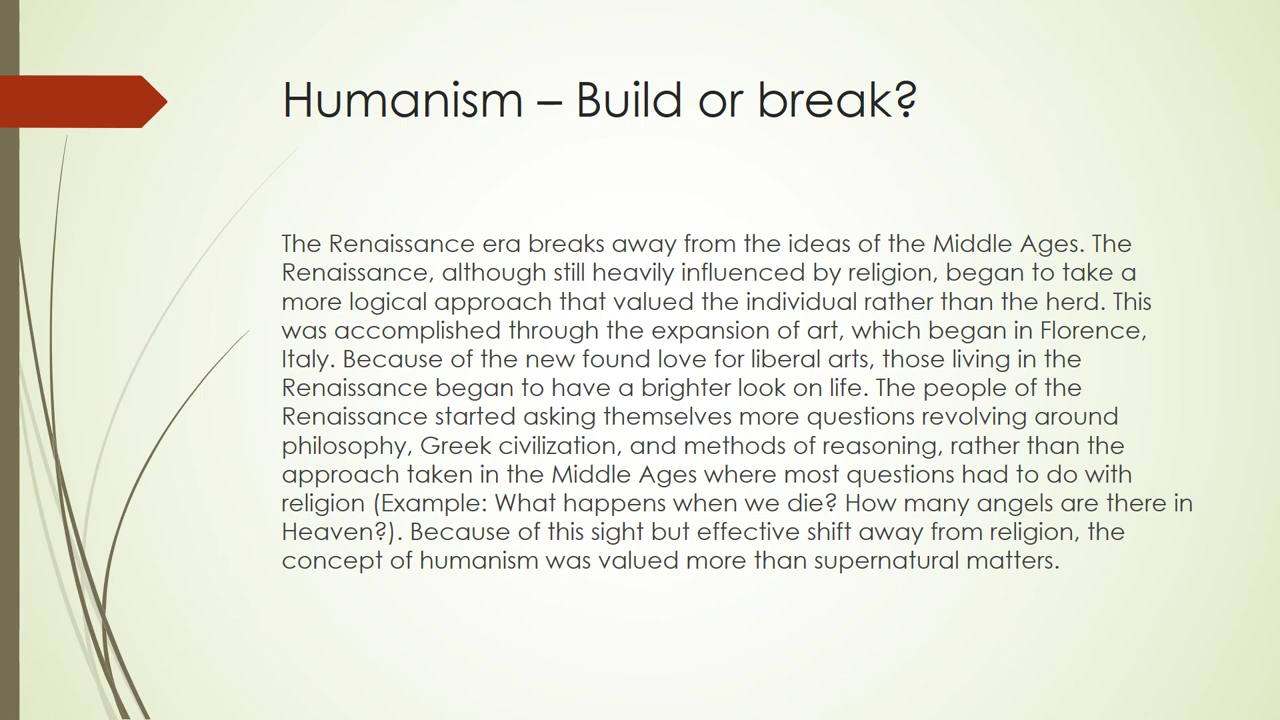 Humanism – Build or break?
The Renaissance era breaks away from the ideas of the Middle Ages. The
Renaissance, although still heavily influenced by religion, began to take a
more logical approach that valued the individual rather than the herd. This
was accomplished through the expansion of art, which began in Florence,
Italy. Because of the new found love for liberal arts, those living in the
Renaissance began to have a brighter look on life. The people of the
Renaissance started asking themselves more questions revolving around
philosophy, Greek civilization, and methods of reasoning, rather than the
approach taken in the Middle Ages where most questions had to do with
religion (Example: What happens when we die? How many angels are there in
Heaven?). Because of this sight but effective shift away from religion, the
concept of humanism was valued more than supernatural matters.